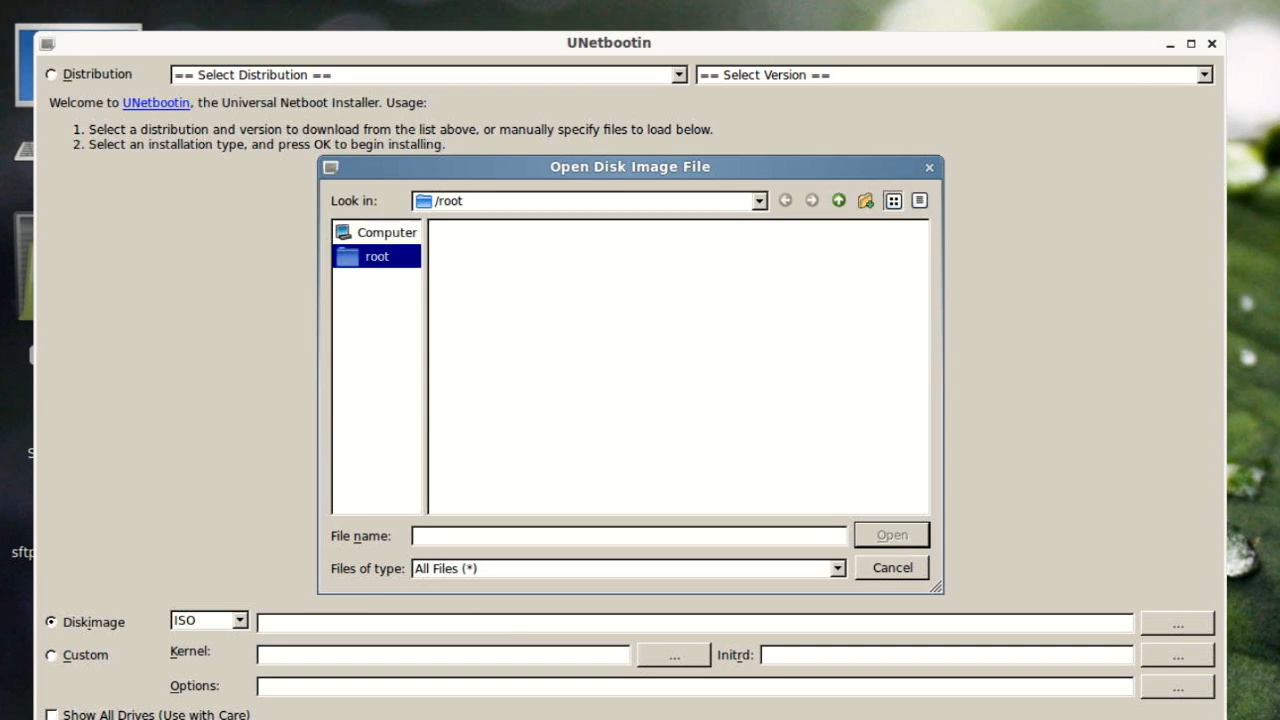 UNetbootin
Distribution == Select Distribution == == Select Version ==
Welcome to UNetbootin, the Universal Netboot Installer. Usage:
1. Select a distribution and version to download from the list above, or manually specify files to load below.
2. Select an installation type, and press OK to begin installing.
Open Disk Image File
Look in: /root
Computer
root
File name: Open
Files of type: All Files (*) Cancel
sftp
Diskimage ISO ...
Custom Kernel: ... Initrd: ...
Options: ...
Show All Drives (Use with Care)